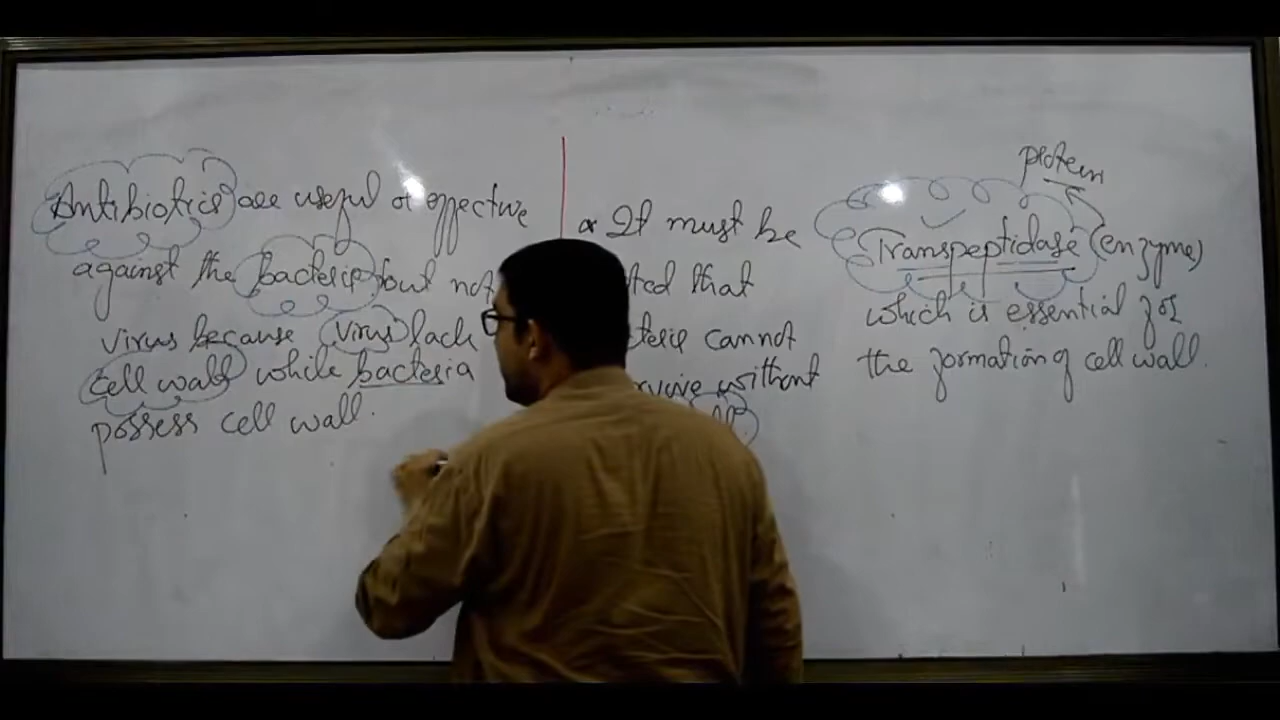 Antibiotics are useful or effective
against the bacteria but not
virus because virus lack
cell wall while bacteria
possess cell wall.
* It must be
ted that
teria cannot
rvive without
protein
Transpeptidase (enzyme)
which is essential for
the formation of cell wall.